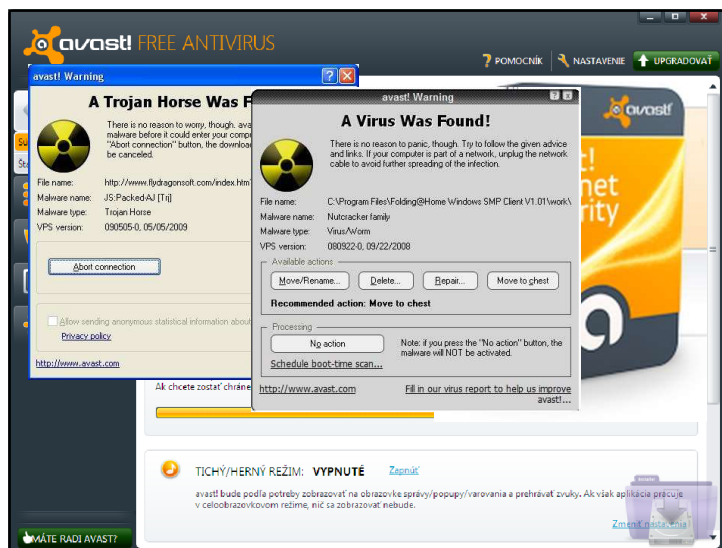 avast! FREE ANTIVIRUS
? POMOCNÍK
NASTAVENIE
UPGRADOVAŤ
avast! Warning
A Trojan Horse Was F
There is no reason to worry, though. ava
malware before it could enter your compu
"Abort connection" button, the download
be canceled.
File name: http://www.flydragonsoft.com/index.htm
Malware name: JS:Packed-AJ [Trj]
Malware type: Trojan Horse
VPS version: 090505-0, 05/05/2009
Abort connection
Allow sending anonymous statistical information about
Privacy policy
http://www.avast.com
avast! Warning
A Virus Was Found!
There is no reason to panic, though. Try to follow the given advice
and links. If your computer is part of a network, unplug the network
cable to avoid further spreading of the infection.
File name: C:\Program Files\Folding@Home Windows SMP Client V1.01\work\
Malware name: Nutcracker family
Malware type: Virus/Worm
VPS version: 080922-0, 09/22/2008
Available actions
Move/Rename...
Delete...
Repair...
Move to chest
Recommended action: Move to chest
Processing
No action
Note: if you press the "No action" button, the
malware will NOT be activated.
Schedule boot-time scan...
http://www.avast.com
Fill in our virus report to help us improve
avast!...
avast!
t!
net
rity
Ak chcete zostať chráne
TICHÝ/HERNÝ REŽIM: VYPNUTÉ
Zapnúť
avast! bude podľa potreby zobrazovať na obrazovke správy/popupy/varovania a prehrávať zvuky. Ak však aplikácia pracuje
v celoobrazovkovom režime, nič sa zobrazovať nebude.
Zmeniť nastavenia
MÁTE RADI AVAST?